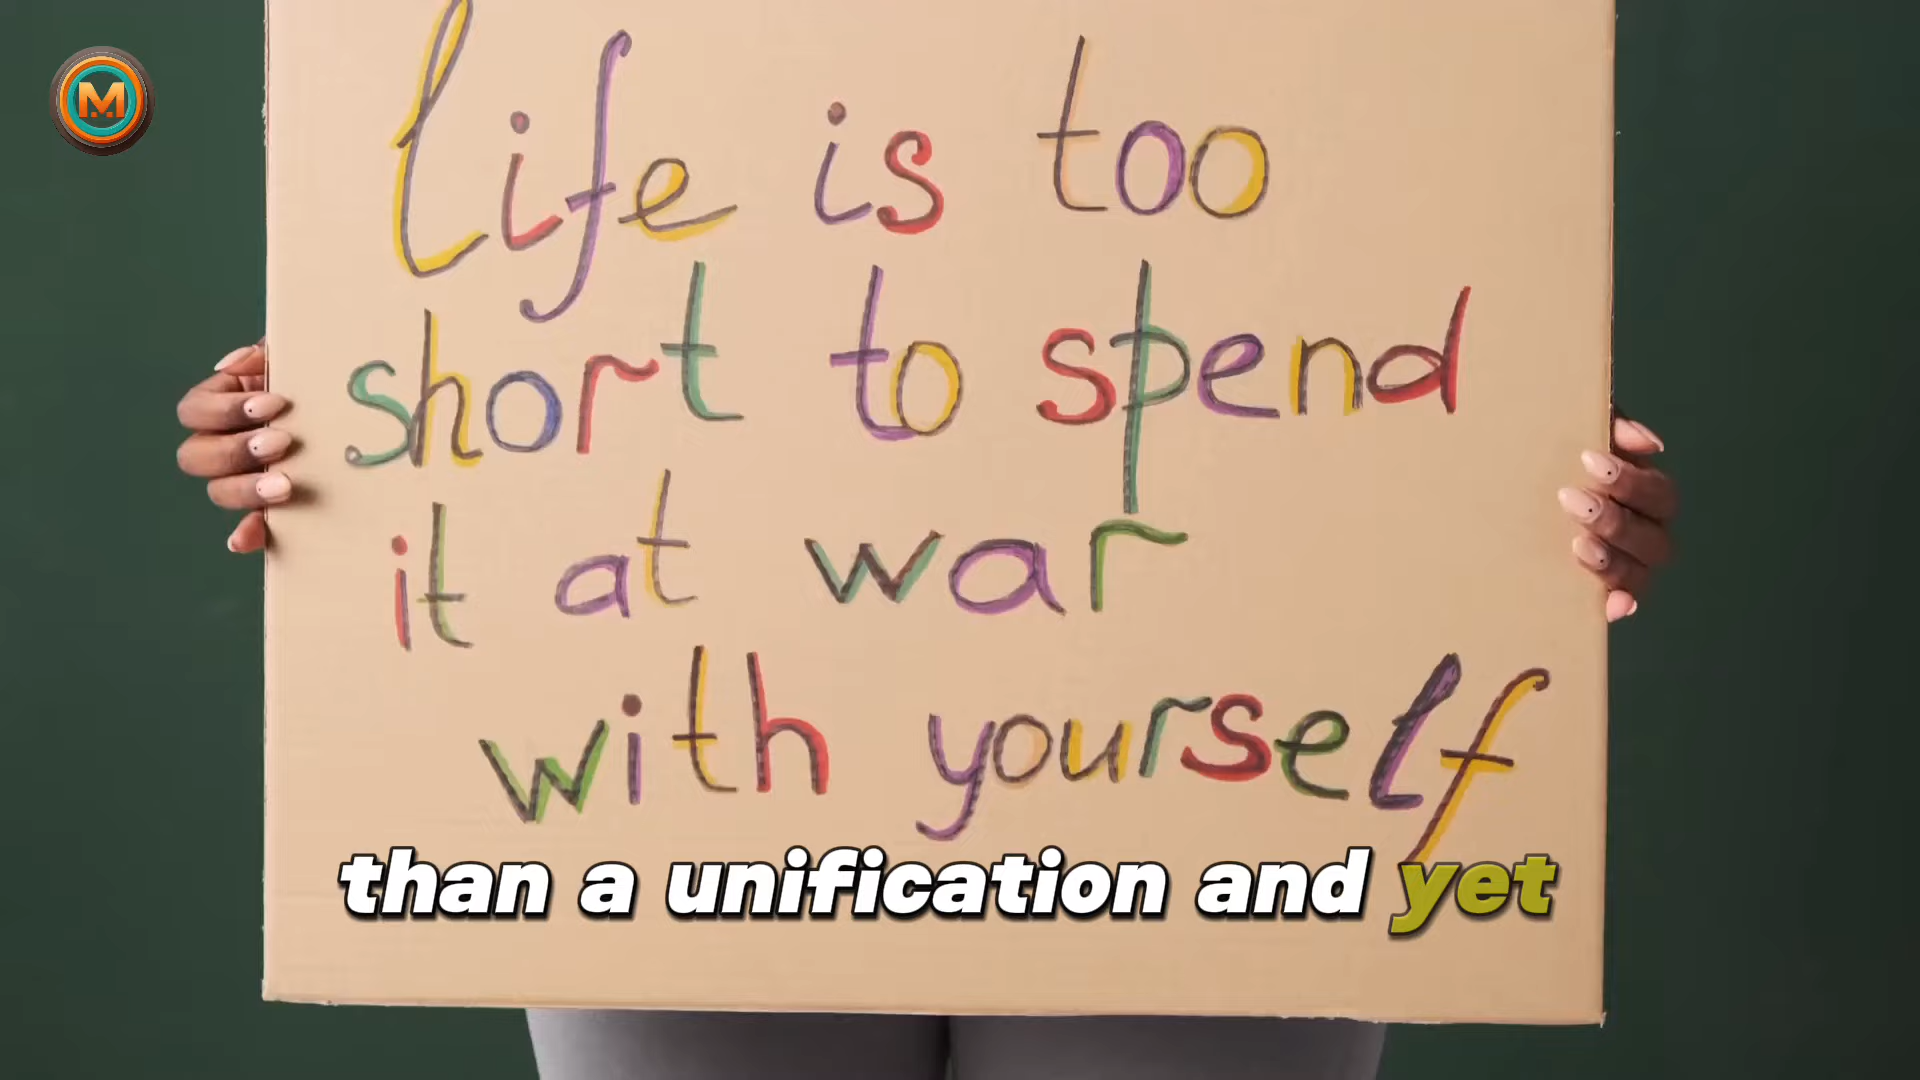 M
life is too
short to spend
it at war
with yourself
than a unification and yet